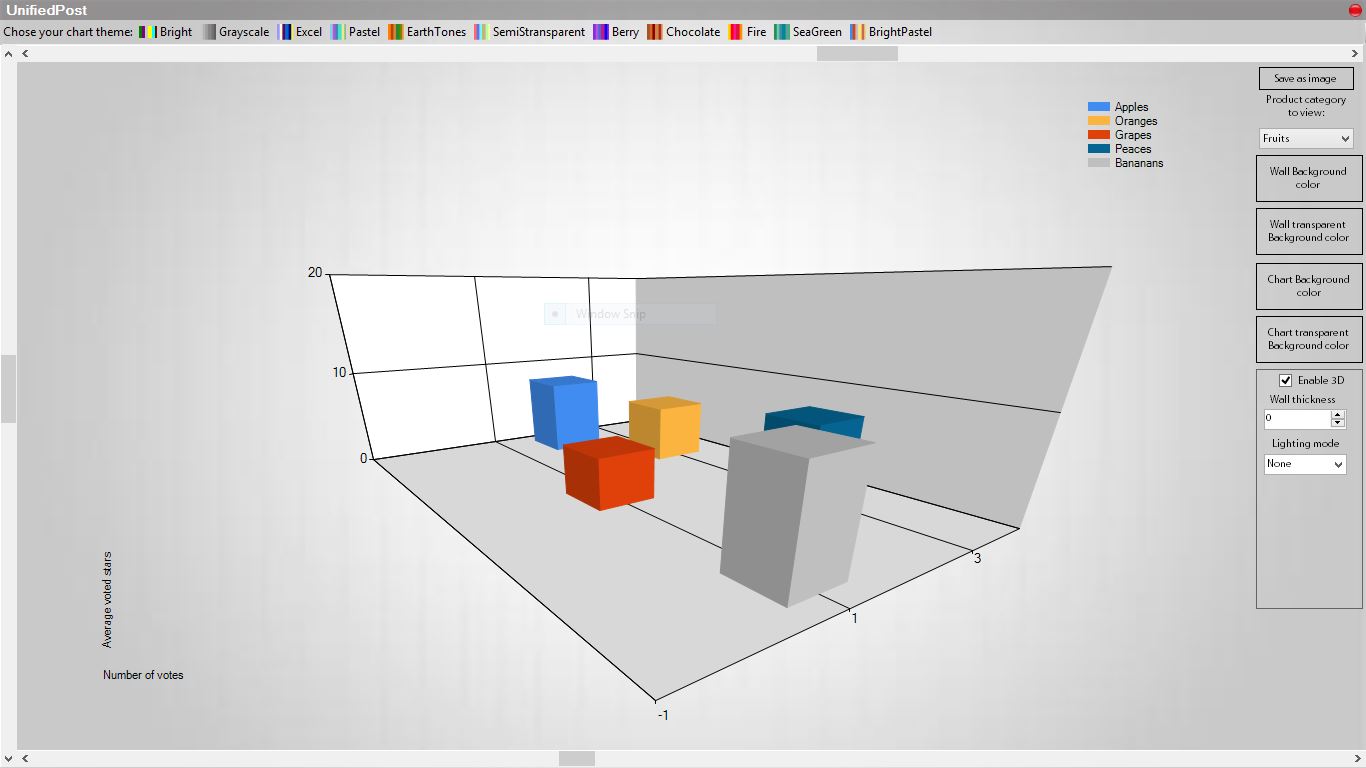 UnifiedPost
Chose your chart theme: Bright Grayscale Excel Pastel EarthTones SemiTransparent Berry Chocolate Fire SeaGreen BrightPastel
Save as image
Product category
to view:
Fruits
Wall Background
color
Wall transparent
Background color
Chart Background
color
Chart transparent
Background color
Enable 3D
Wall thickness
0
Lighting mode
None
Apples
Oranges
Grapes
Peaces
Bananans
20
10
0
Window Snip
3
1
-1
Average voted stars
Number of votes